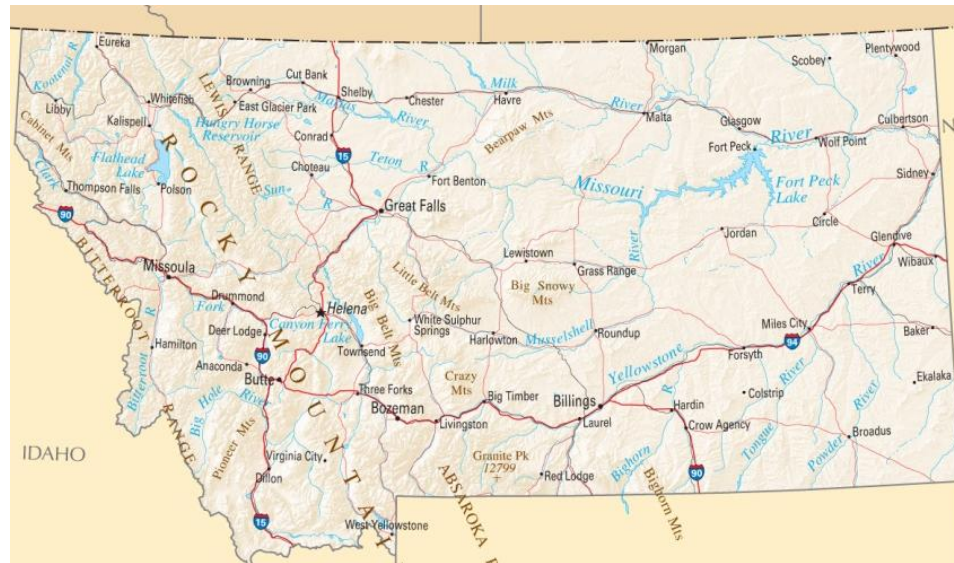 Eureka
Kootenai R
Libby
Whitefish
Kalispell
Cabinet Mts
Flathead
Lake
Clark
Thompson Falls
Polson
LEWIS
RANGE
Browning
Cut Bank
East Glacier Park
Hungry Horse
Reservoir
Marias
River
Shelby
Chester
Milk
River
Havre
Morgan
Scobey
Plentywood
Malta
Glasgow
River
Culbertson
Wolf Point
Fort Peck
Fort Peck
Lake
Sidney
Bearpaw Mts
Conrad
15
Choteau
Teton R
Sun R
Fort Benton
Missouri
River
Great Falls
ROCKY
MOUNTAI
90
BITTERROOT
RANGE
Missoula
Drummond
Fork
Helena
Canyon Ferry
Lake
Deer Lodge
90
Townsend
Big Belt Mts
Little Belt Mts
White Sulphur
Springs
Lewistown
Grass Range
Big Snowy
Mts
Jordan
Circle
Glendive
Wibaux
River
Terry
Harlowton
Musselshell
Roundup
Miles City
94
Baker
Forsyth
Yellowstone
Hamilton
Bitterroot R
Anaconda
Butte
Big Hole
River
Pioneer Mts
Three Forks
Bozeman
Livingston
Crazy
Mts
Big Timber
Billings
Laurel
R
Hardin
Crow Agency
Colstrip
Ekalaka
Broadus
Tongue River
Powder River
90
Bighorn
Bighorn Mts
Granite Pk
12799
Red Lodge
ABSAROKA
Virginia City
Dillon
15
West Yellowstone
IDAHO